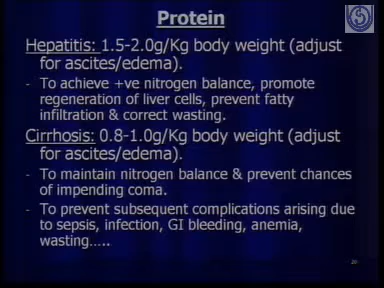 Protein
Hepatitis: 1.5-2.0g/Kg body weight (adjust
for ascites/edema).
- To achieve +ve nitrogen balance, promote
regeneration of liver cells, prevent fatty
infiltration & correct wasting.
Cirrhosis: 0.8-1.0g/Kg body weight (adjust
for ascites/edema).
- To maintain nitrogen balance & prevent chances
of impending coma.
- To prevent subsequent complications arising due
to sepsis, infection, GI bleeding, anemia,
wasting…..